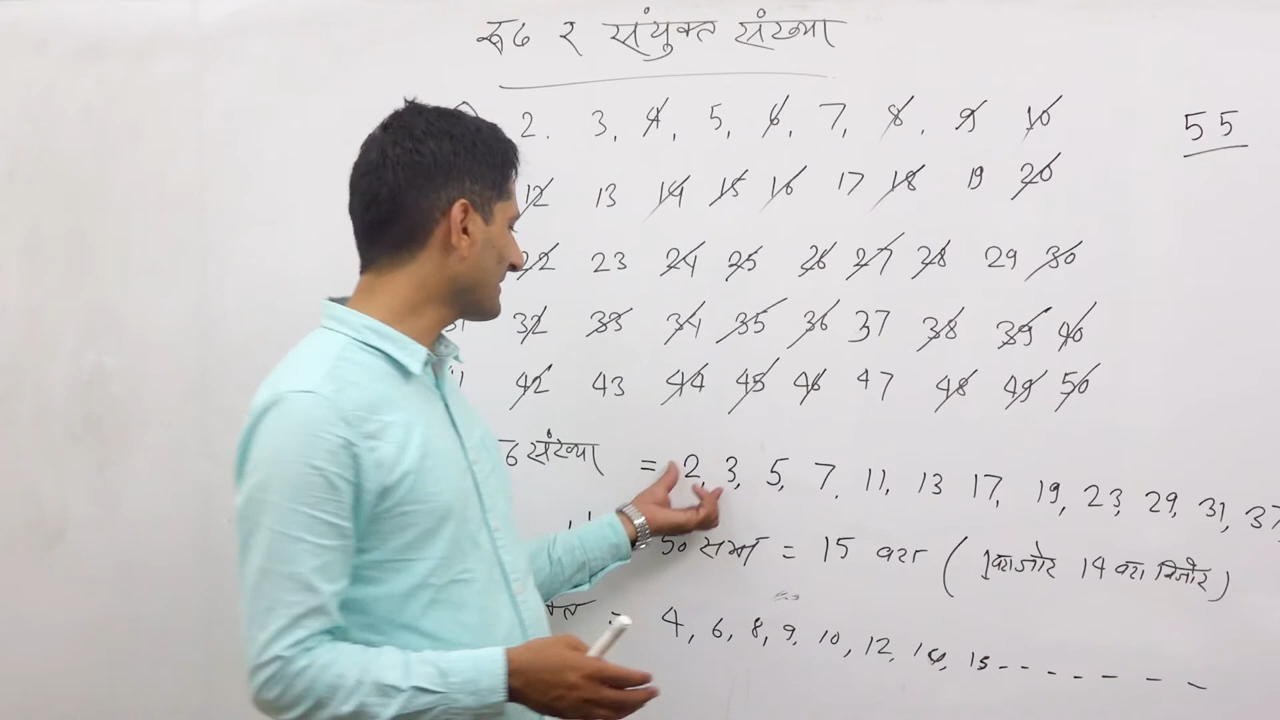 रूढ र संयुक्त संख्या
2. 3, 4, 5, 6, 7, 8, 9 10
55
12 13 14 15 16 17 18 19 20
22 23 24 25 26 27 28 29 30
31 32 33 34 35 36 37 38 39 40
42 43 44 45 46 47 48 49 50
ढ संख्या = 2, 3, 5, 7, 11, 13 17, 19, 23, 29, 31, 37,
50 सम्म = 15 वटा ( 1 वटा जोर 14 वटा विजोर )
= 4, 6, 8, 9, 10, 12, 14, 15 - - - - - - -